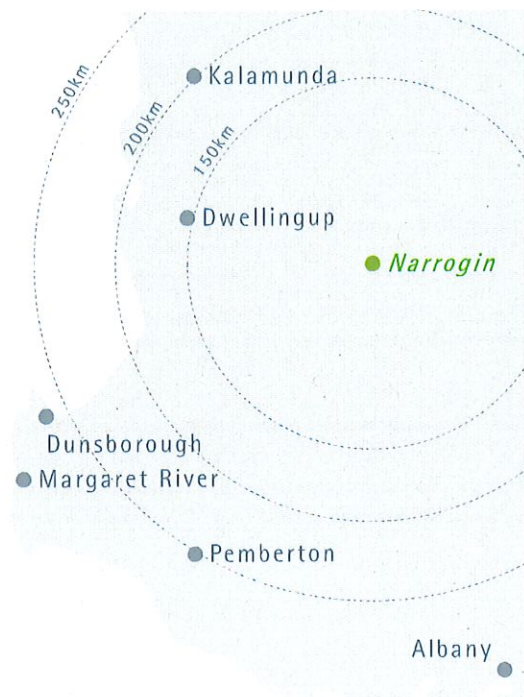 Kalamunda
250km
200km
150km
Dwellingup
Narrogin
Dunsborough
Margaret River
Pemberton
Albany